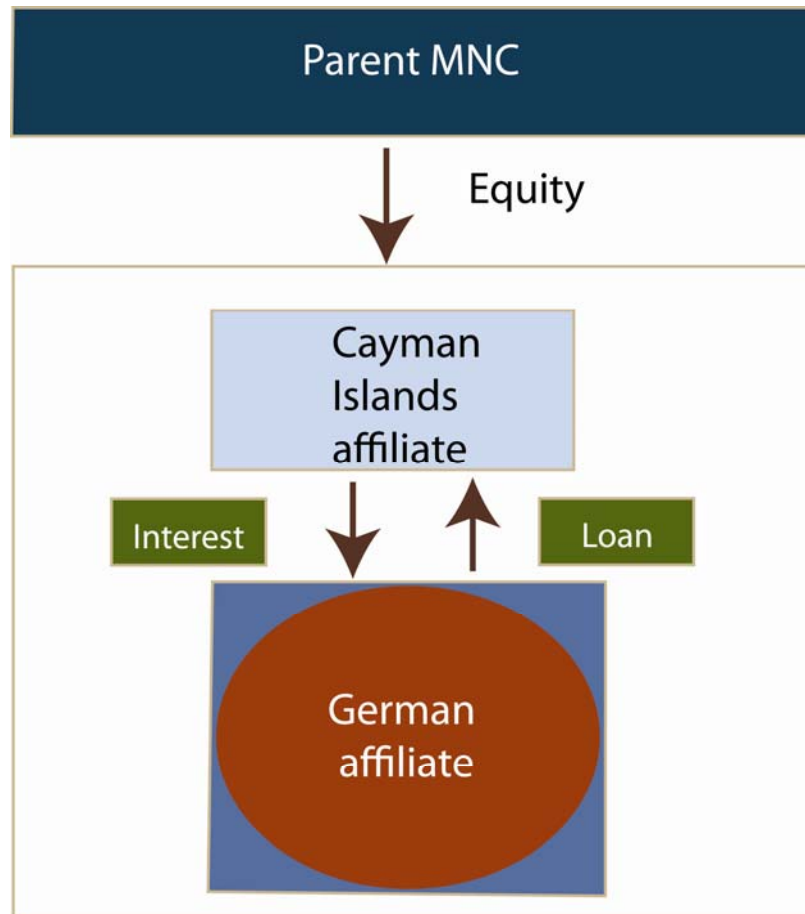 Parent MNC
Equity
Cayman
Islands
affiliate
Interest
Loan
German
affiliate